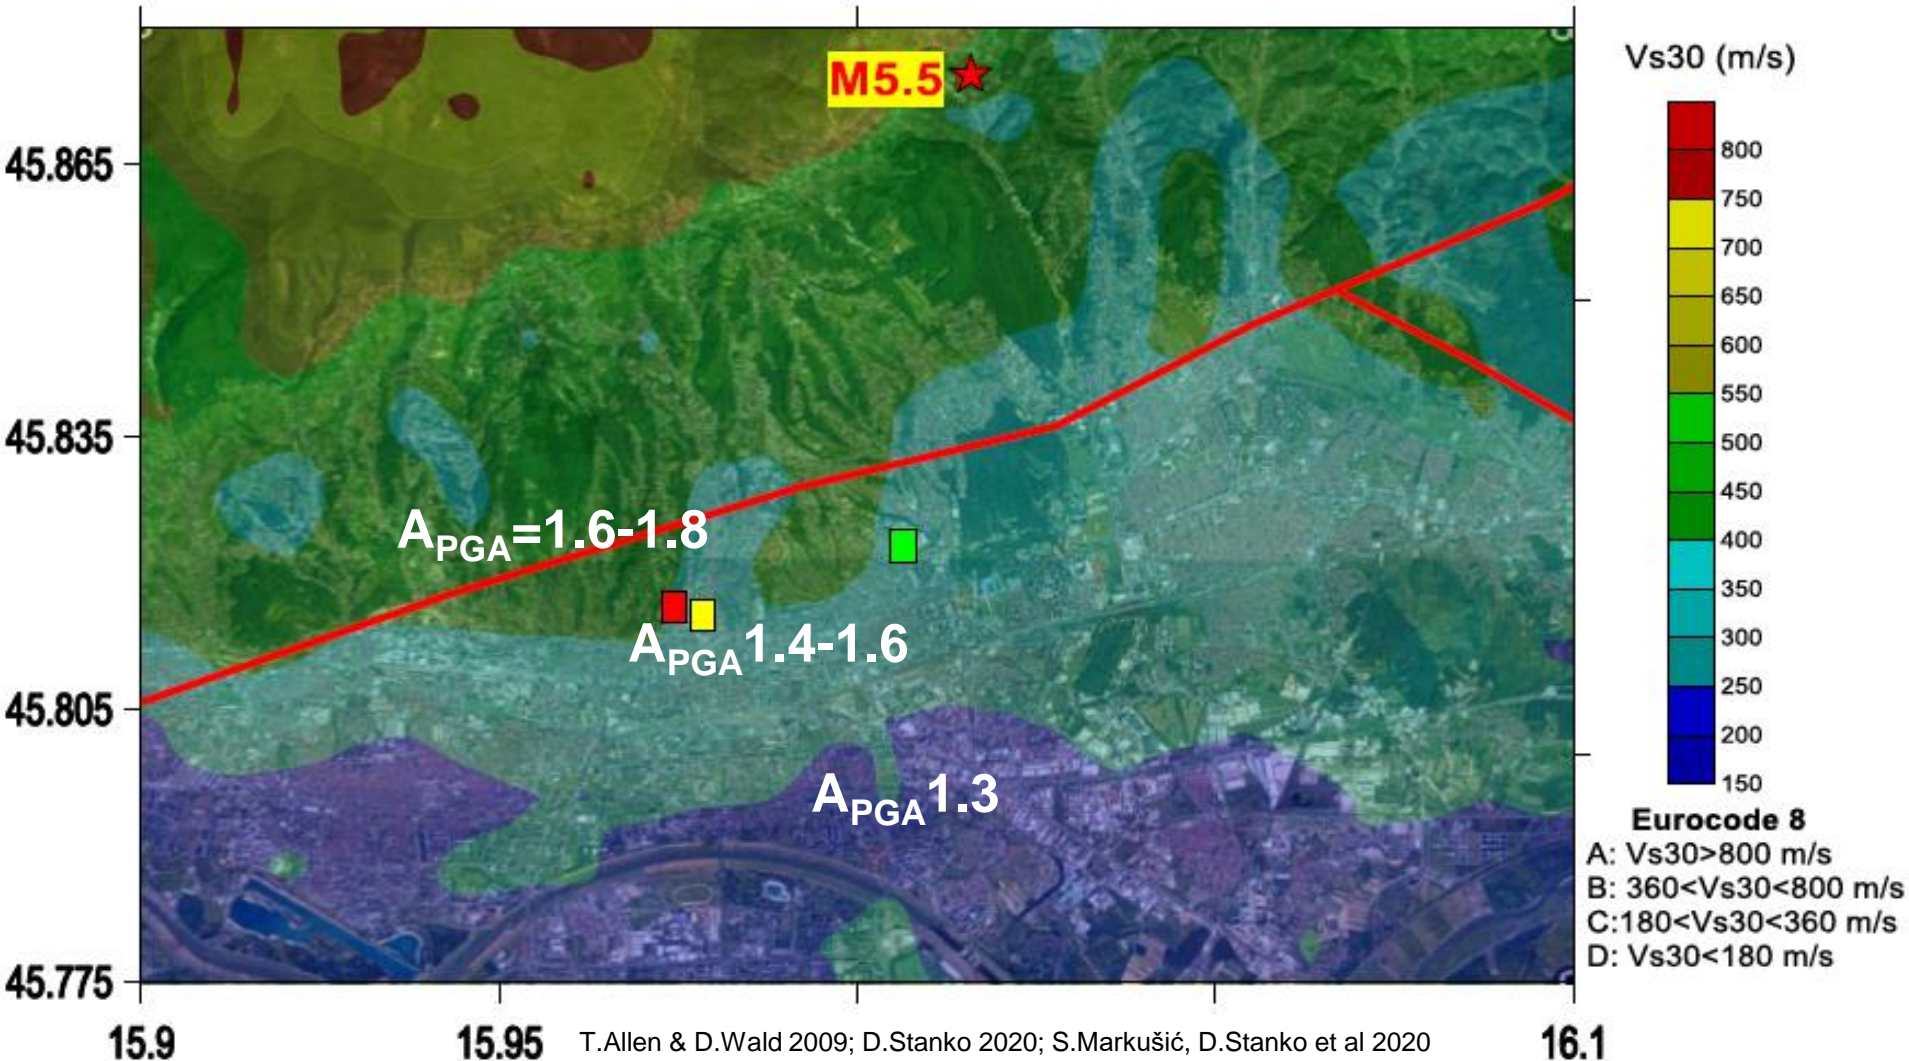 Vs30 (m/s)
M5.5
45.865
45.835
45.805
45.775
A_PGA=1.6-1.8
A_PGA1.4-1.6
A_PGA1.3
800
750
700
650
600
550
500
450
400
350
300
250
200
150
Eurocode 8
A: Vs30>800 m/s
B: 360<Vs30<800 m/s
C:180<Vs30<360 m/s
D: Vs30<180 m/s
15.9
15.95
16.1
T.Allen & D.Wald 2009; D.Stanko 2020; S.Markušić, D.Stanko et al 2020